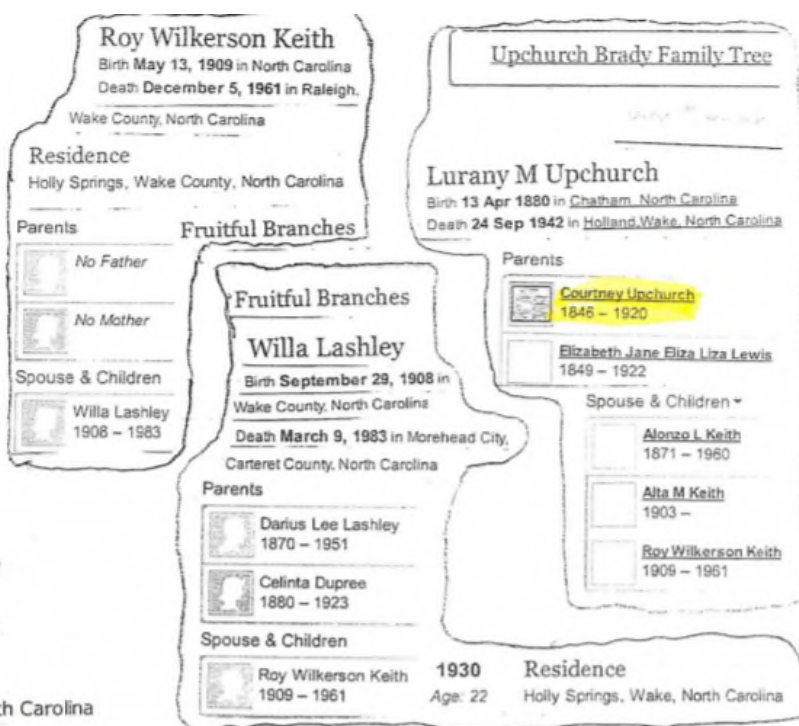 Roy Wilkerson Keith
Birth May 13, 1909 in North Carolina
Death December 5, 1961 in Raleigh,
Wake County, North Carolina
Residence
Holly Springs, Wake County, North Carolina
Parents
Fruitful Branches
No Father
No Mother
Spouse & Children
Willa Lashley
1908 – 1983
Fruitful Branches
Willa Lashley
Birth September 29, 1908 in
Wake County, North Carolina
Death March 9, 1983 in Morehead City,
Carteret County, North Carolina
Parents
Darius Lee Lashley
1870 – 1951
Celinta Dupree
1880 – 1923
Spouse & Children
Roy Wilkerson Keith
1909 – 1961
1930
Age: 22
Residence
Holly Springs, Wake, North Carolina
Upchurch Brady Family Tree
Lurany M Upchurch
Birth 13 Apr 1880 in Chatham, North Carolina
Death 24 Sep 1942 in Holland,Wake, North Carolina
Parents
Courtney Upchurch
1846 – 1920
Elizabeth Jane Eliza Liza Lewis
1849 – 1922
Spouse & Children
Alonzo L Keith
1871 – 1960
Alta M Keith
1903 –
Roy Wilkerson Keith
1909 – 1961
th Carolina